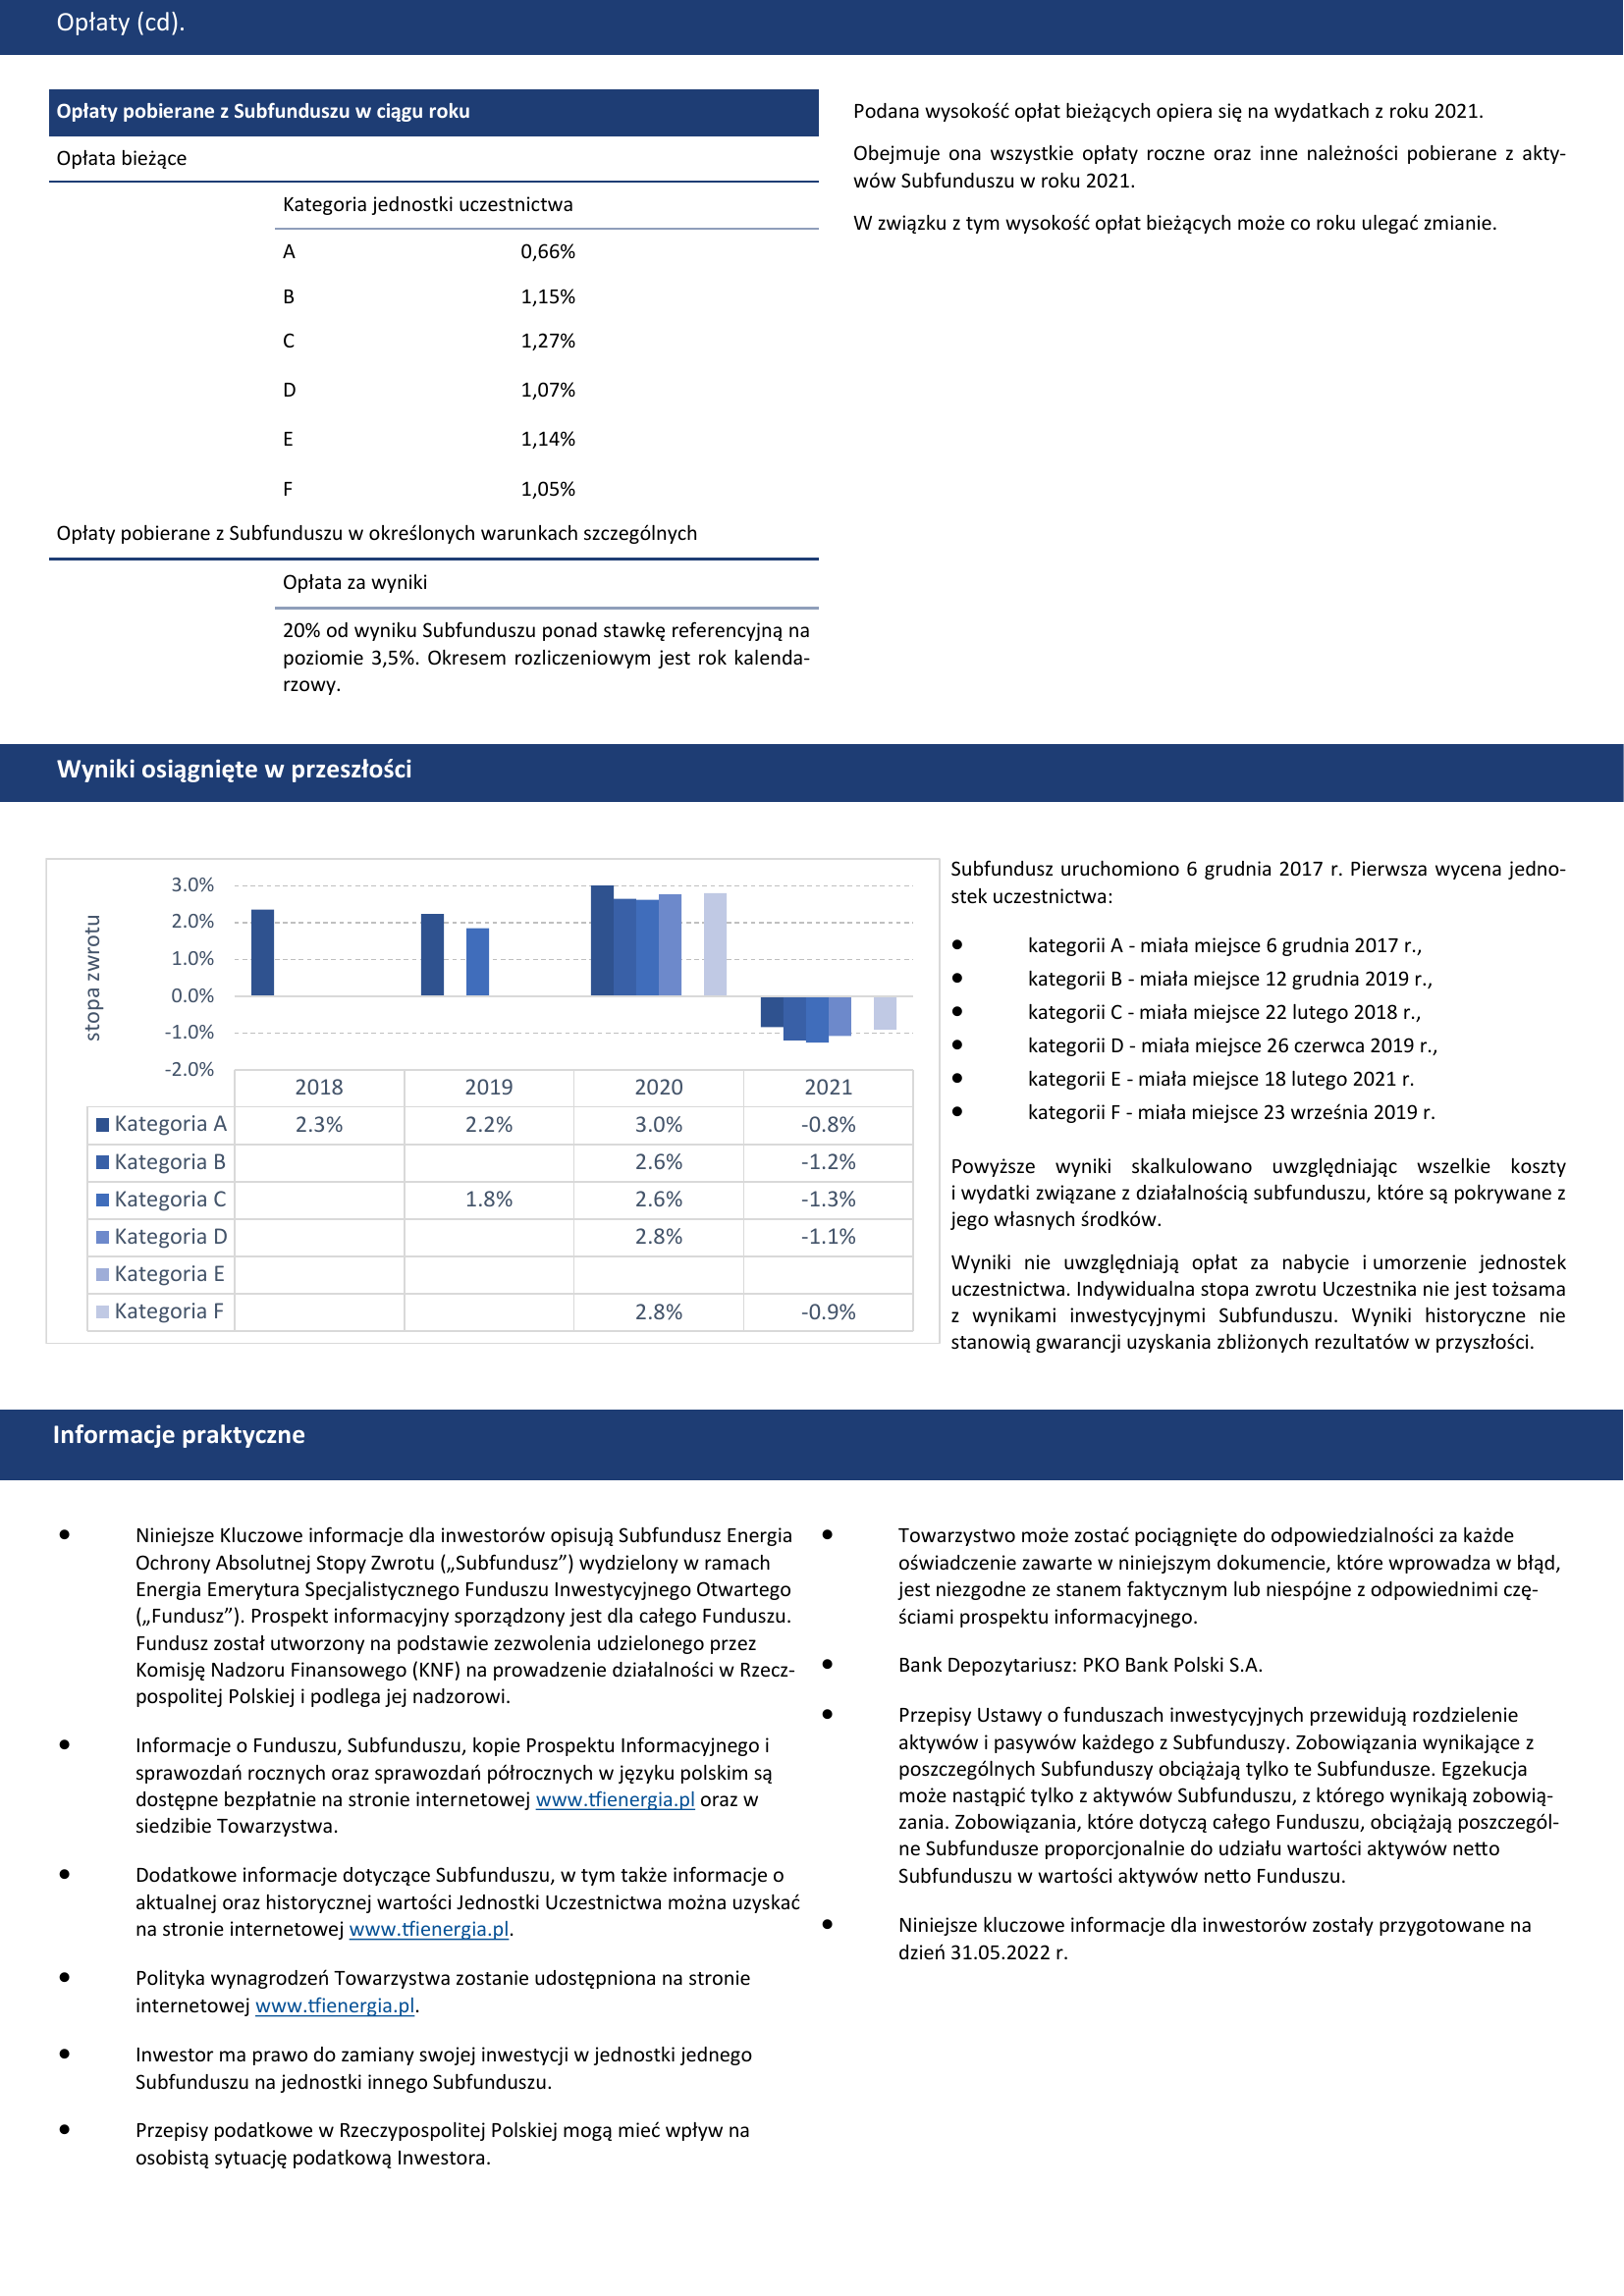 Opłaty (cd).
Opłaty pobierane z Subfunduszu w ciągu roku
Opłata bieżące
Kategoria jednostki uczestnictwa
A 0,66%
B 1,15%
C 1,27%
D 1,07%
E 1,14%
F 1,05%
Opłaty pobierane z Subfunduszu w określonych warunkach szczególnych
Opłata za wyniki
20% od wyniku Subfunduszu ponad stawkę referencyjną na
poziomie 3,5%. Okresem rozliczeniowym jest rok kalenda-
rzowy.
Podana wysokość opłat bieżących opiera się na wydatkach z roku 2021.
Obejmuje ona wszystkie opłaty roczne oraz inne należności pobierane z akty-
wów Subfunduszu w roku 2021.
W związku z tym wysokość opłat bieżących może co roku ulegać zmianie.
Wyniki osiągnięte w przeszłości
stopa zwrotu
3.0%
2.0%
1.0%
0.0%
-1.0%
-2.0%
2018 2019 2020 2021
Kategoria A 2.3% 2.2% 3.0% -0.8%
Kategoria B 2.6% -1.2%
Kategoria C 1.8% 2.6% -1.3%
Kategoria D 2.8% -1.1%
Kategoria E
Kategoria F 2.8% -0.9%
Subfundusz uruchomiono 6 grudnia 2017 r. Pierwsza wycena jedno-
stek uczestnictwa:
● kategorii A - miała miejsce 6 grudnia 2017 r.,
● kategorii B - miała miejsce 12 grudnia 2019 r.,
● kategorii C - miała miejsce 22 lutego 2018 r.,
● kategorii D - miała miejsce 26 czerwca 2019 r.,
● kategorii E - miała miejsce 18 lutego 2021 r.
● kategorii F - miała miejsce 23 września 2019 r.
Powyższe wyniki skalkulowano uwzględniając wszelkie koszty
i wydatki związane z działalnością subfunduszu, które są pokrywane z
jego własnych środków.
Wyniki nie uwzględniają opłat za nabycie i umorzenie jednostek
uczestnictwa. Indywidualna stopa zwrotu Uczestnika nie jest tożsama
z wynikami inwestycyjnymi Subfunduszu. Wyniki historyczne nie
stanowią gwarancji uzyskania zbliżonych rezultatów w przyszłości.
Informacje praktyczne
● Niniejsze Kluczowe informacje dla inwestorów opisują Subfundusz Energia
Ochrony Absolutnej Stopy Zwrotu („Subfundusz”) wydzielony w ramach
Energia Emerytura Specjalistycznego Funduszu Inwestycyjnego Otwartego
(„Fundusz”). Prospekt informacyjny sporządzony jest dla całego Funduszu.
Fundusz został utworzony na podstawie zezwolenia udzielonego przez
Komisję Nadzoru Finansowego (KNF) na prowadzenie działalności w Rzecz-
pospolitej Polskiej i podlega jej nadzorowi.
● Informacje o Funduszu, Subfunduszu, kopie Prospektu Informacyjnego i
sprawozdań rocznych oraz sprawozdań półrocznych w języku polskim są
dostępne bezpłatnie na stronie internetowej www.tfienergia.pl oraz w
siedzibie Towarzystwa.
● Dodatkowe informacje dotyczące Subfunduszu, w tym także informacje o
aktualnej oraz historycznej wartości Jednostki Uczestnictwa można uzyskać
na stronie internetowej www.tfienergia.pl.
● Polityka wynagrodzeń Towarzystwa zostanie udostępniona na stronie
internetowej www.tfienergia.pl.
● Inwestor ma prawo do zamiany swojej inwestycji w jednostki jednego
Subfunduszu na jednostki innego Subfunduszu.
● Przepisy podatkowe w Rzeczypospolitej Polskiej mogą mieć wpływ na
osobistą sytuację podatkową Inwestora.
● Towarzystwo może zostać pociągnięte do odpowiedzialności za każde
oświadczenie zawarte w niniejszym dokumencie, które wprowadza w błąd,
jest niezgodne ze stanem faktycznym lub niespójne z odpowiednimi czę-
ściami prospektu informacyjnego.
● Bank Depozytariusz: PKO Bank Polski S.A.
● Przepisy Ustawy o funduszach inwestycyjnych przewidują rozdzielenie
aktywów i pasywów każdego z Subfunduszy. Zobowiązania wynikające z
poszczególnych Subfunduszy obciążają tylko te Subfundusze. Egzekucja
może nastąpić tylko z aktywów Subfunduszu, z którego wynikają zobowią-
zania. Zobowiązania, które dotyczą całego Funduszu, obciążają poszczegól-
ne Subfundusze proporcjonalnie do udziału wartości aktywów netto
Subfunduszu w wartości aktywów netto Funduszu.
● Niniejsze kluczowe informacje dla inwestorów zostały przygotowane na
dzień 31.05.2022 r.